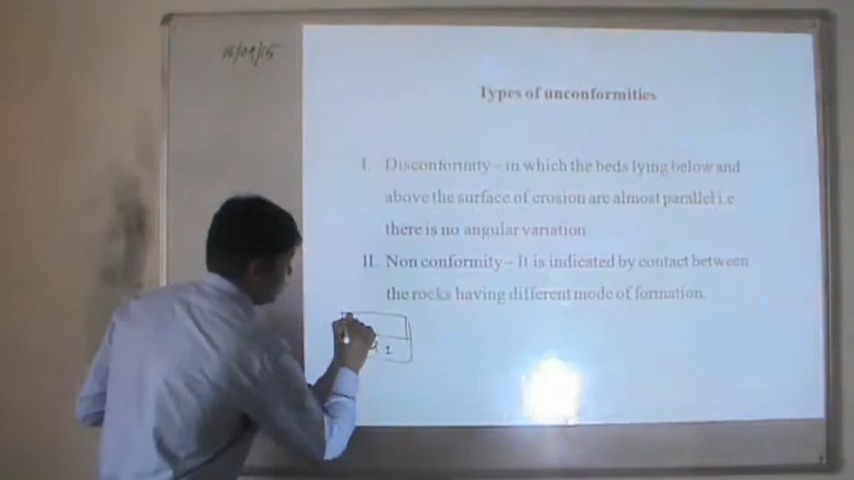 15/09/15
Types of unconformities
I. Disconformity – in which the beds lying below and
above the surface of erosion are almost parallel i.e
there is no angular variation
II. Non conformity – It is indicated by contact between
the rocks having different mode of formation.